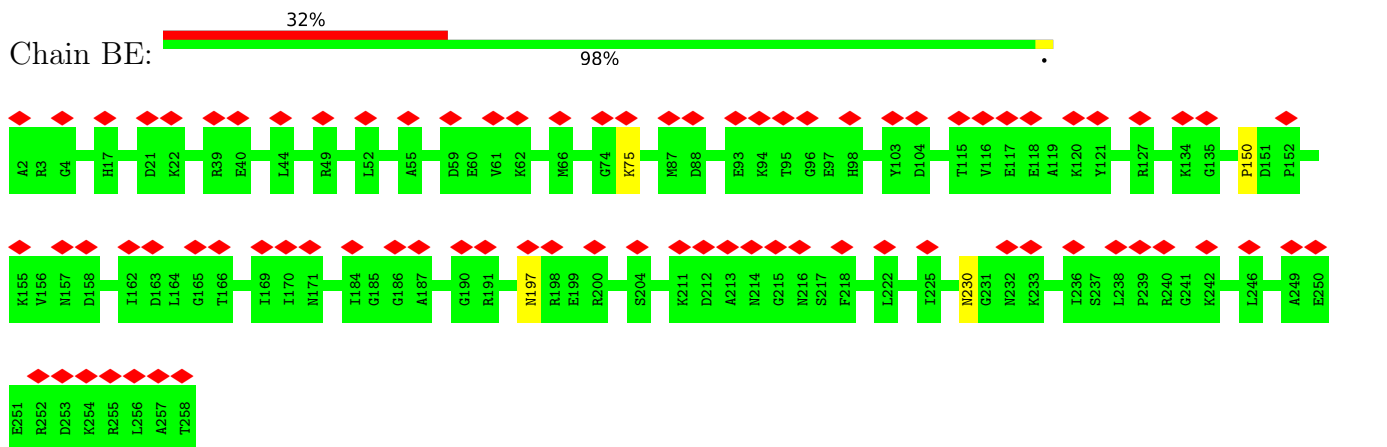 32%
Chain BE:
98% •
A2 R3 G4 H17 D21 K22 R39 E40 L44 R49 L52 A55 D59 E60 V61 K62 M66 G74 K75 M87 D88 E93 K94 T95 G96 E97 H98 Y103 D104 T115 V116 E117 E118 A119 K120 Y121 R127 K134 G135 P150 D151 P152
K155 V156 N157 D158 I162 D163 L164 G165 T166 I169 I170 N171 I184 G185 G186 A187 G190 R191 N197 R198 E199 R200 S204 K211 D212 A213 N214 G215 N216 S217 F218 L222 I225 N230 G231 N232 K233 I236 S237 L238 P239 R240 G241 K242 L246 A249 E250
E251 R252 D253 K254 R255 L256 A257 T258